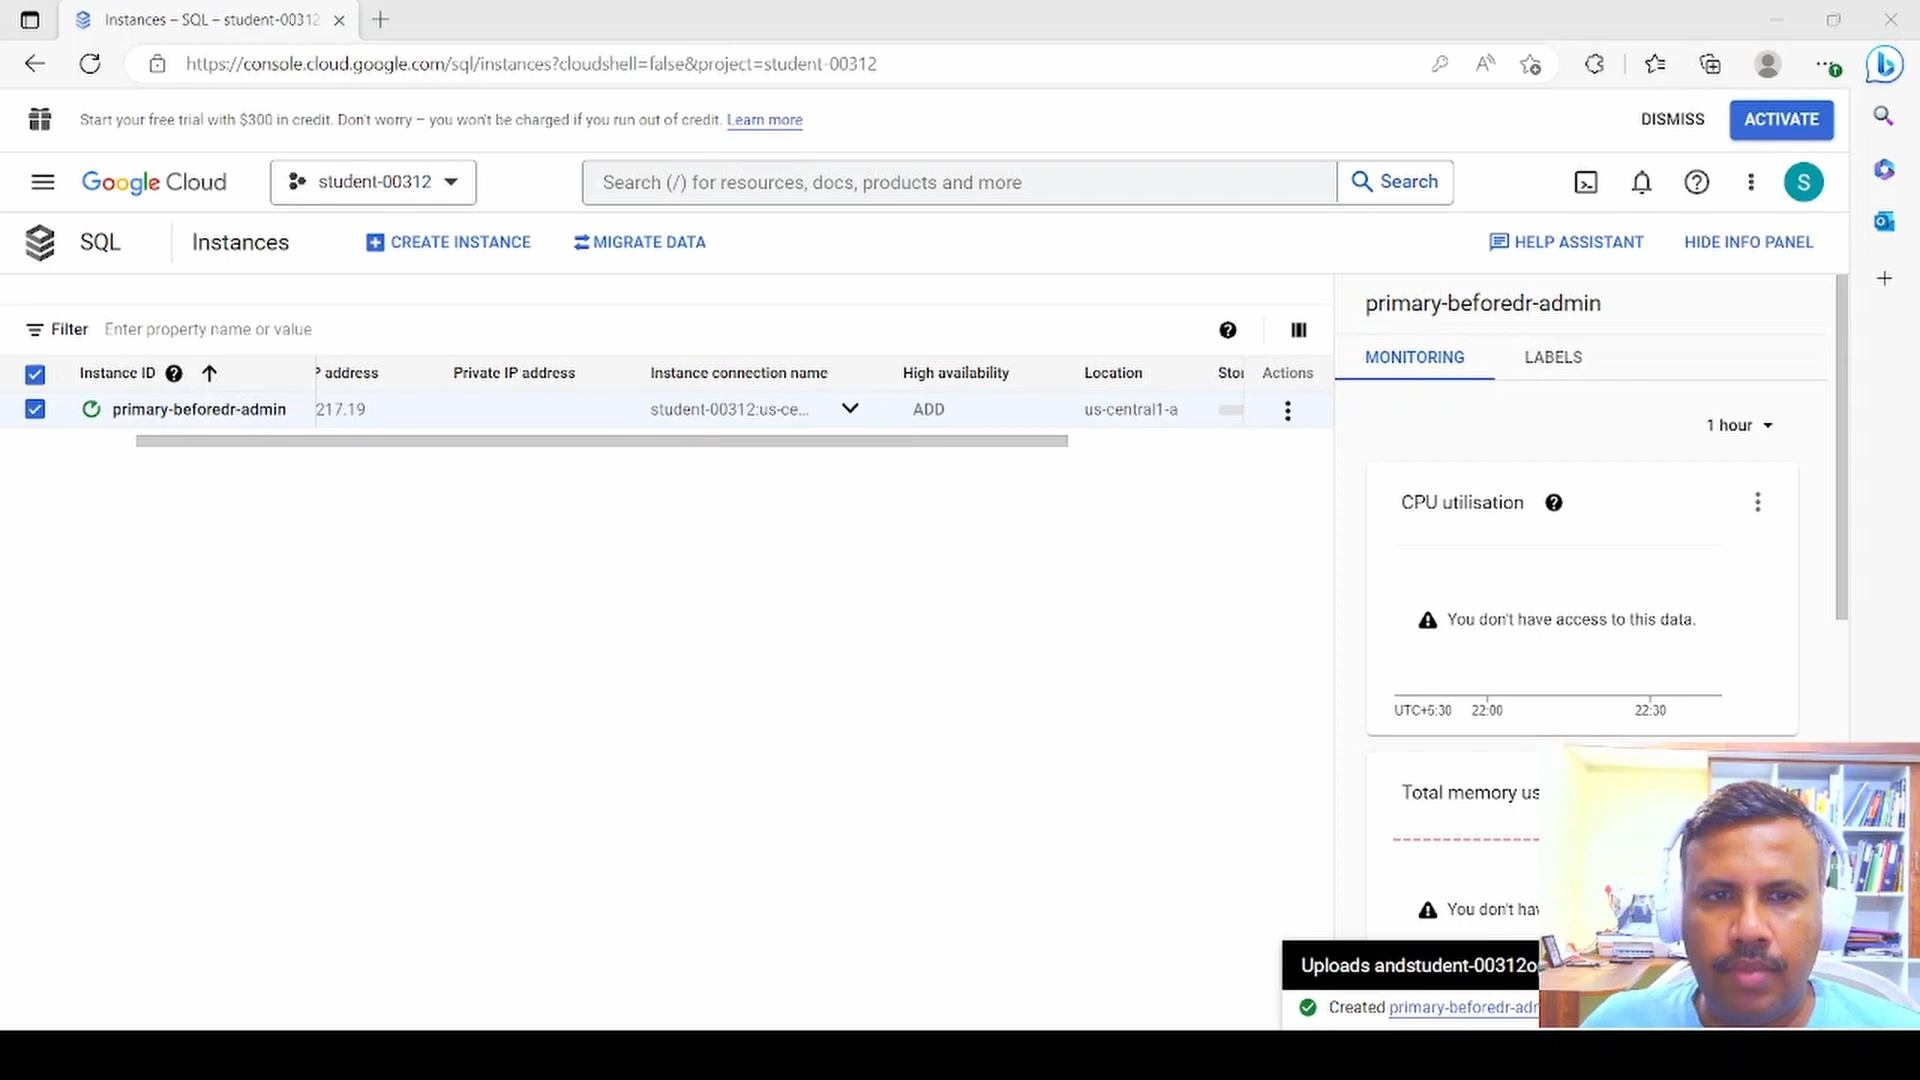 Instances – SQL – student-00312
https://console.cloud.google.com/sql/instances?cloudshell=false&project=student-00312
Start your free trial with $300 in credit. Don't worry – you won't be charged if you run out of credit. Learn more
DISMISS
ACTIVATE
Google Cloud
student-00312
Search (/) for resources, docs, products and more
Search
S
SQL
Instances
CREATE INSTANCE
MIGRATE DATA
HELP ASSISTANT
HIDE INFO PANEL
Filter Enter property name or value
Instance ID
P address
Private IP address
Instance connection name
High availability
Location
Sto
Actions
primary-beforedr-admin
217.19
student-00312:us-ce...
ADD
us-central1-a
primary-beforedr-admin
MONITORING
LABELS
1 hour
CPU utilisation
You don't have access to this data.
UTC+5:30 22:00 22:30
Total memory us
You don't hav
Uploads andstudent-00312o
Created primary-beforedr-adm